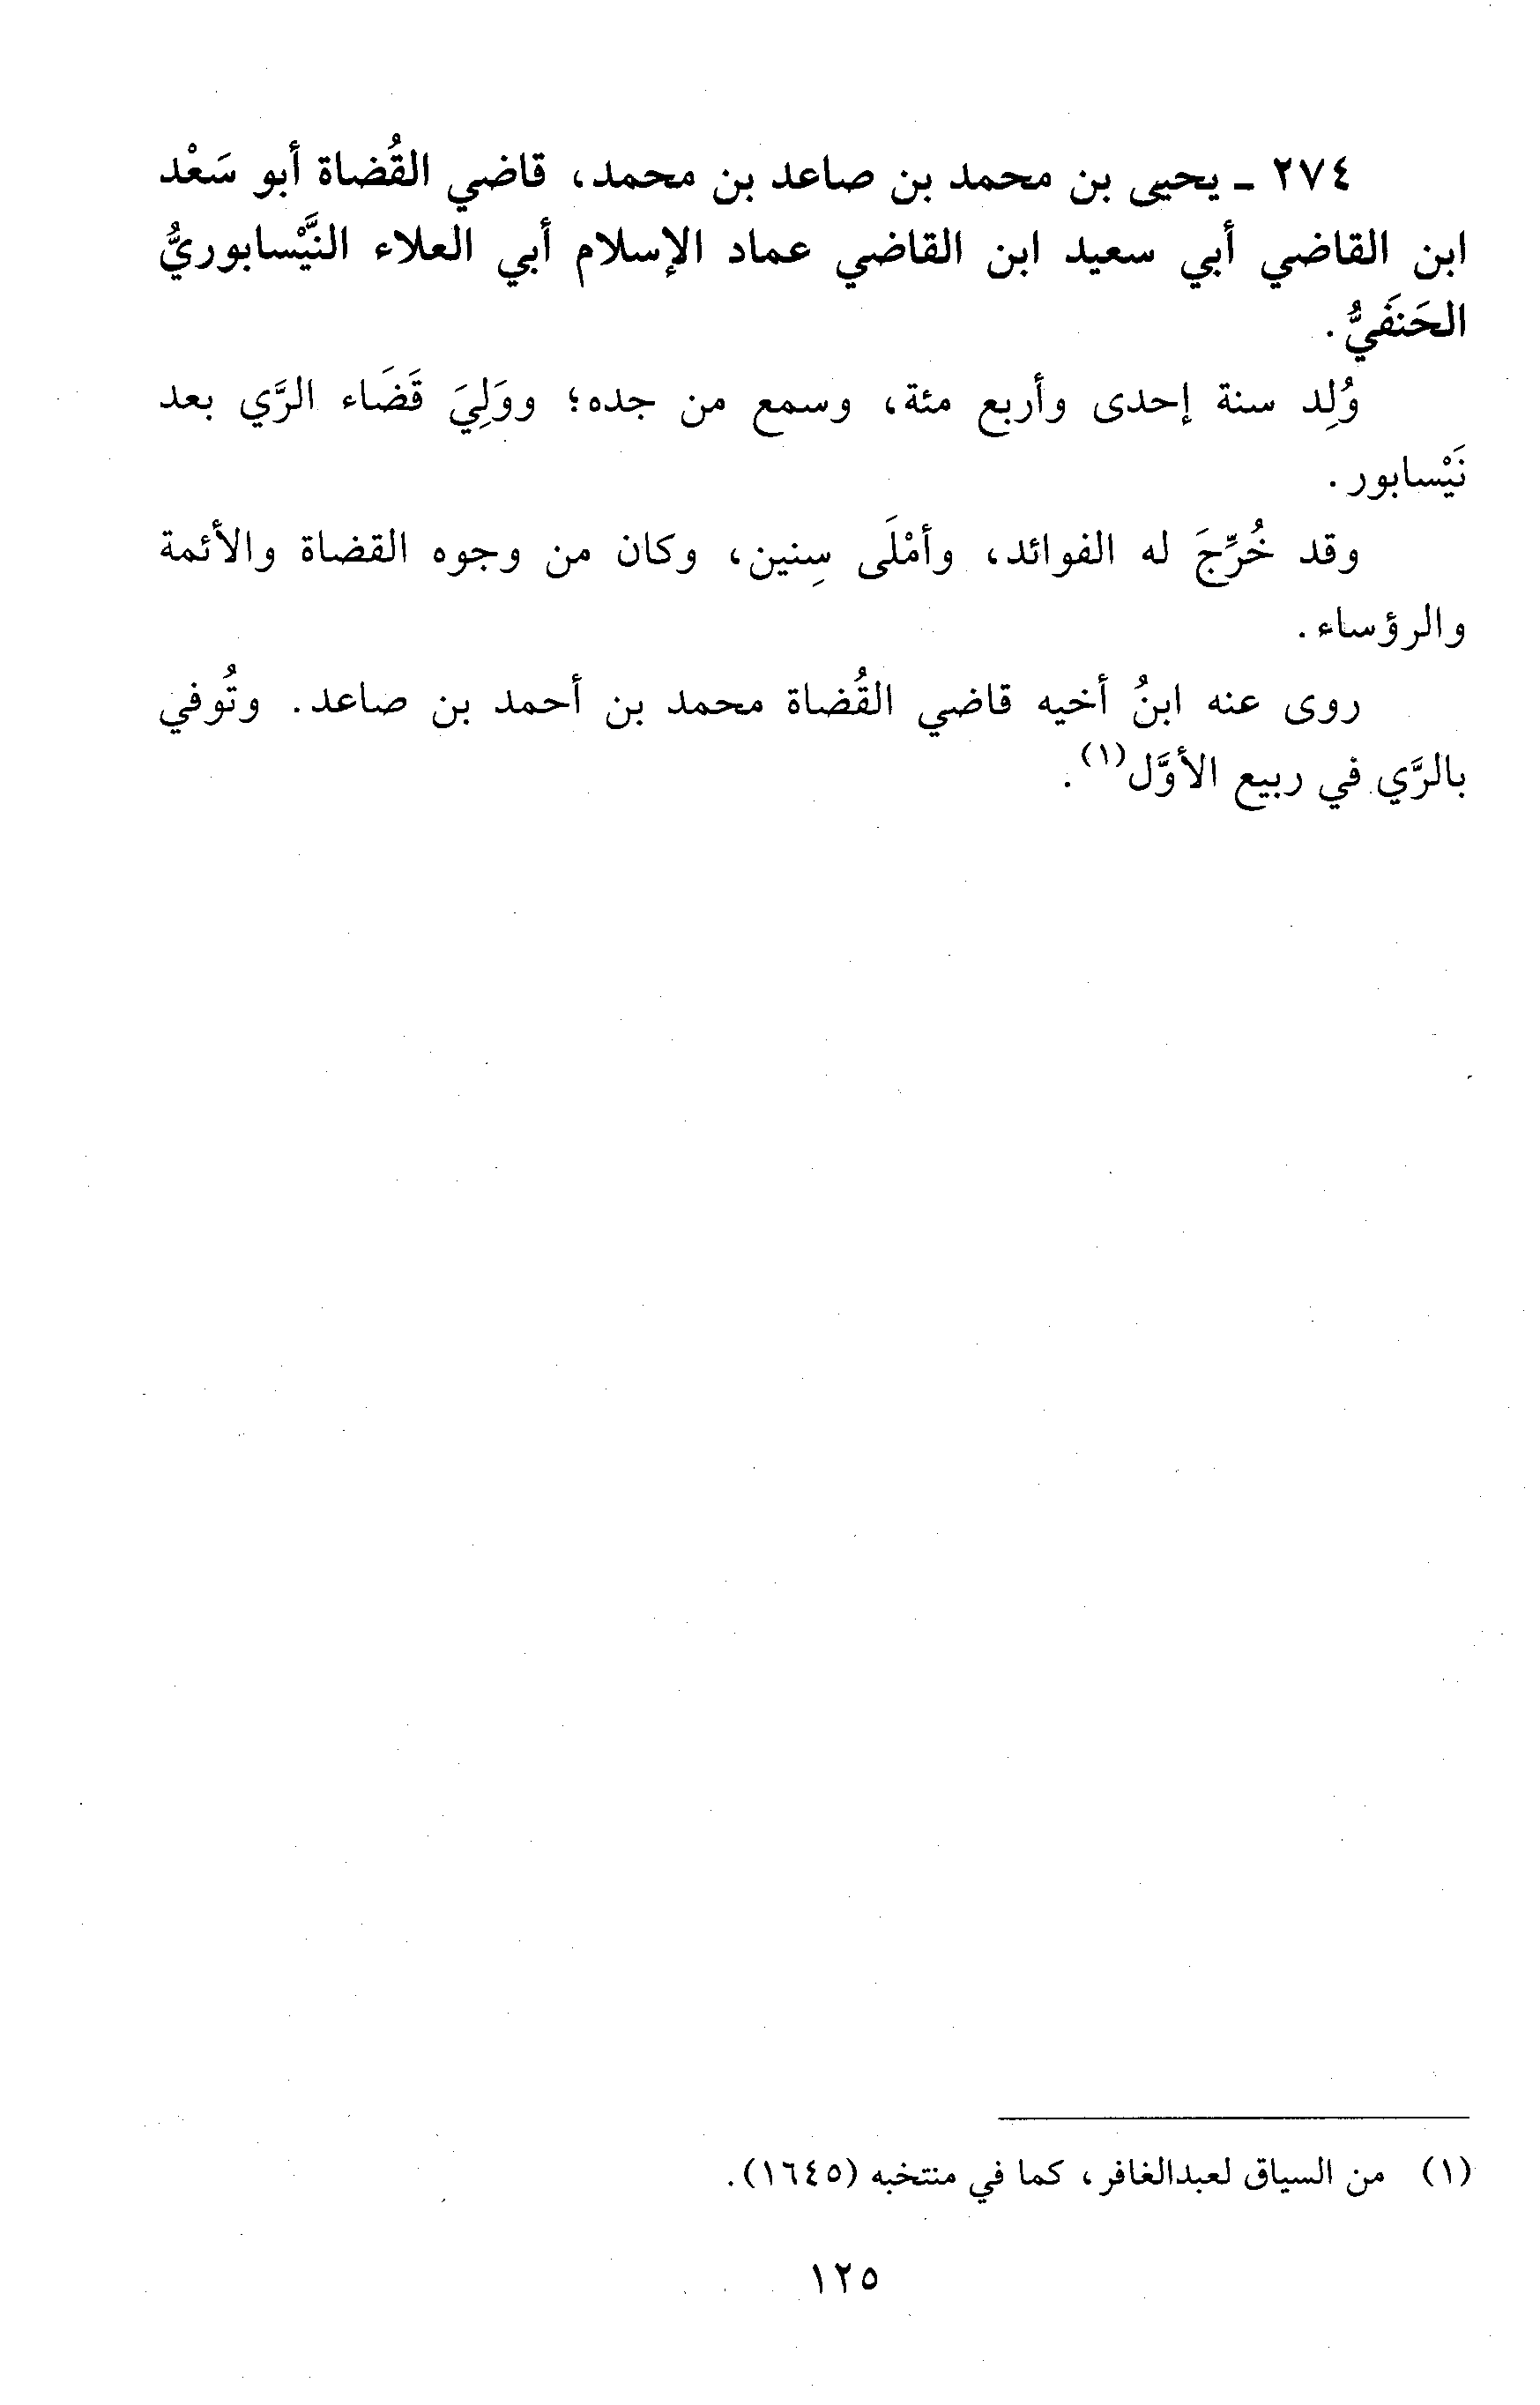 ٢٧٤ ـ يحيى بن محمد بن صاعد بن محمد، قاضي القُضاة أبو سَعْد
ابن القاضي أبي سعيد ابن القاضي عماد الإسلام أبي العلاء النَّيْسابوريُّ
الحَنفَيُّ.
وُلِد سنة إحدى وأربع مئة، وسمع من جده؛ ووَلِيَ قَضَاء الرَّي بعد
نَيْسابور.
وقد خُرِّجَ له الفوائد، وأمْلَى سِنين، وكان من وجوه القضاة والأئمة
والرؤساء.
روى عنه ابنُ أخيه قاضي القُضاة محمد بن أحمد بن صاعد. وتُوفي
بالرَّي في ربيع الأوَّل(١).
(١) من السياق لعبدالغافر، كما في منتخبه (١٦٤٥).
١٢٥